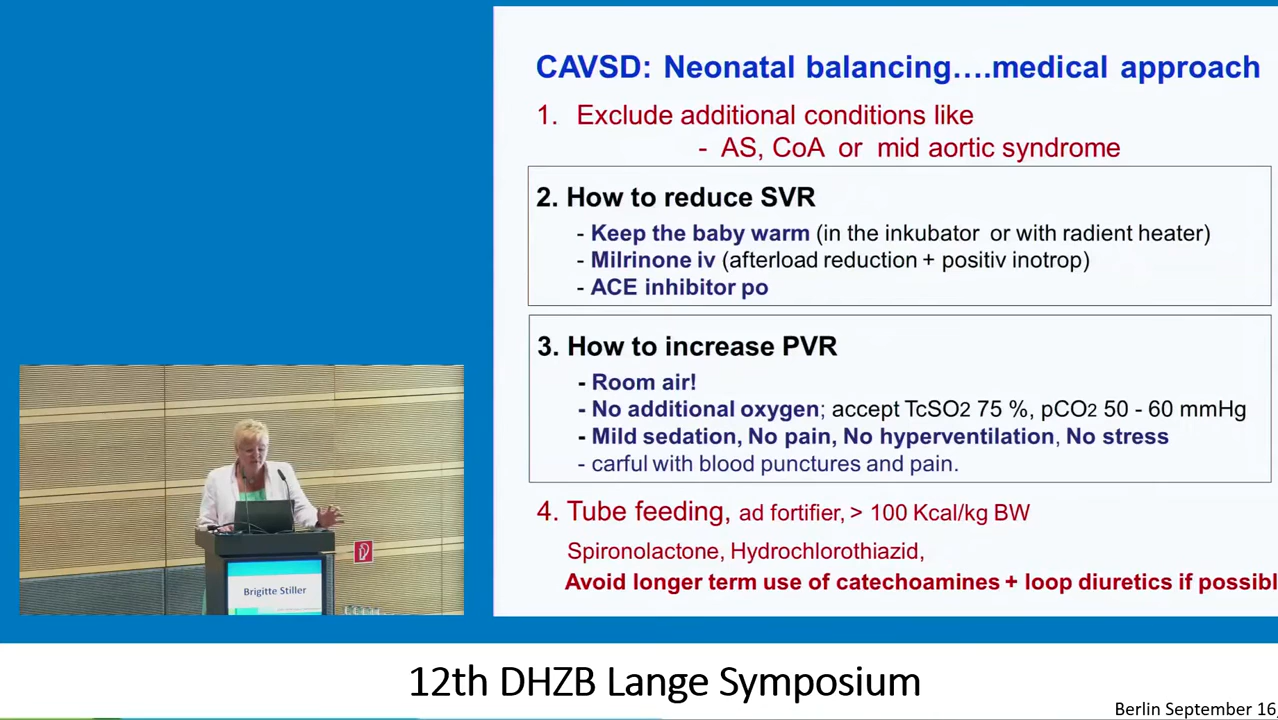 CAVSD: Neonatal balancing….medical approach
1. Exclude additional conditions like
- AS, CoA or mid aortic syndrome
2. How to reduce SVR
- Keep the baby warm (in the inkubator or with radient heater)
- Milrinone iv (afterload reduction + positiv inotrop)
- ACE inhibitor po
3. How to increase PVR
- Room air!
- No additional oxygen; accept TcSO2 75 %, pCO2 50 - 60 mmHg
- Mild sedation, No pain, No hyperventilation, No stress
- carful with blood punctures and pain.
4. Tube feeding, ad fortifier, > 100 Kcal/kg BW
Spironolactone, Hydrochlorothiazid,
Avoid longer term use of catechoamines + loop diuretics if possibl
Brigitte Stiller
12th DHZB Lange Symposium
Berlin September 16,